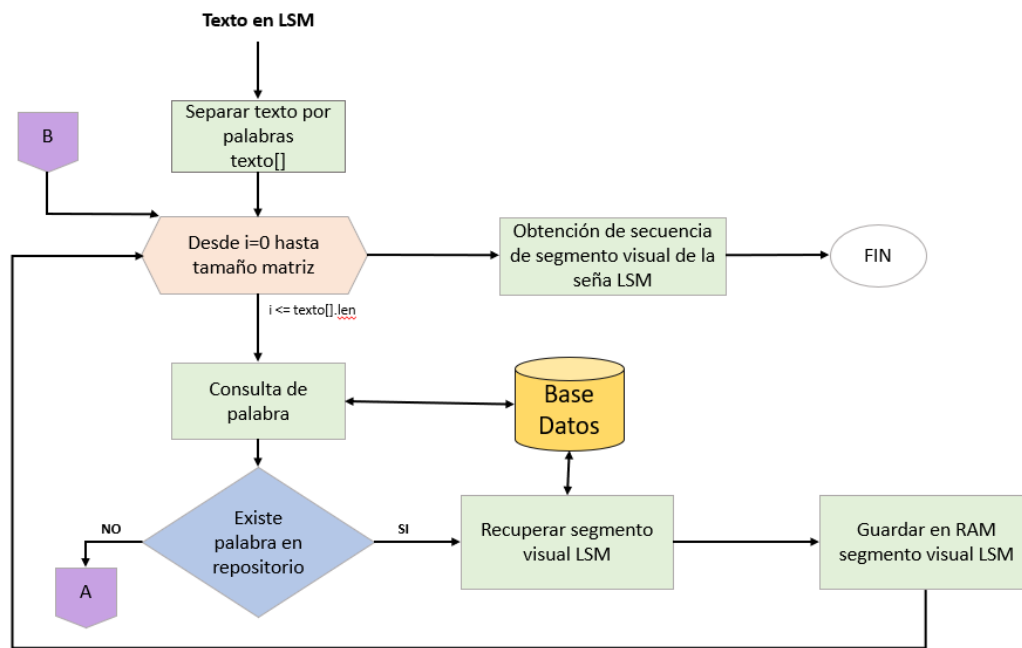 Texto en LSM
Separar texto por
palabras
texto[]
B
Desde i=0 hasta
tamaño matriz
Obtención de secuencia
de segmento visual de la
seña LSM
FIN
i <= texto[].len
Consulta de
palabra
Base
Datos
NO
Existe
palabra en
repositorio
SI
Recuperar segmento
visual LSM
Guardar en RAM
segmento visual LSM
A